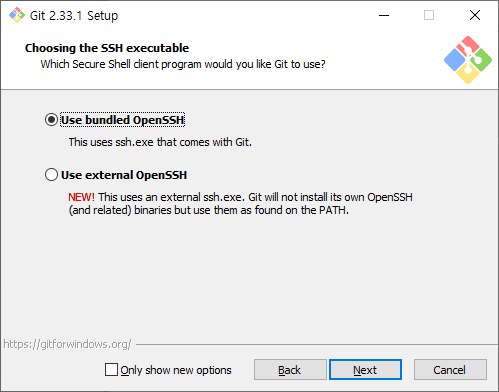 Git 2.33.1 Setup
Choosing the SSH executable
Which Secure Shell client program would you like Git to use?
Use bundled OpenSSH
This uses ssh.exe that comes with Git.
Use external OpenSSH
NEW! This uses an external ssh.exe. Git will not install its own OpenSSH
(and related) binaries but use them as found on the PATH.
https://gitforwindows.org/
Only show new options
Back
Next
Cancel